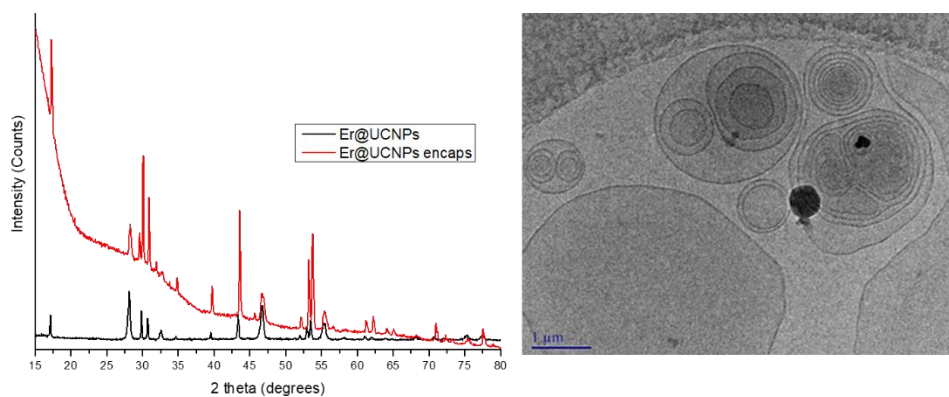 Intensity (Counts)
Er@UCNPs
Er@UCNPs encaps
15 20 25 30 35 40 45 50 55 60 65 70 75 80
2 theta (degrees)
1 µm